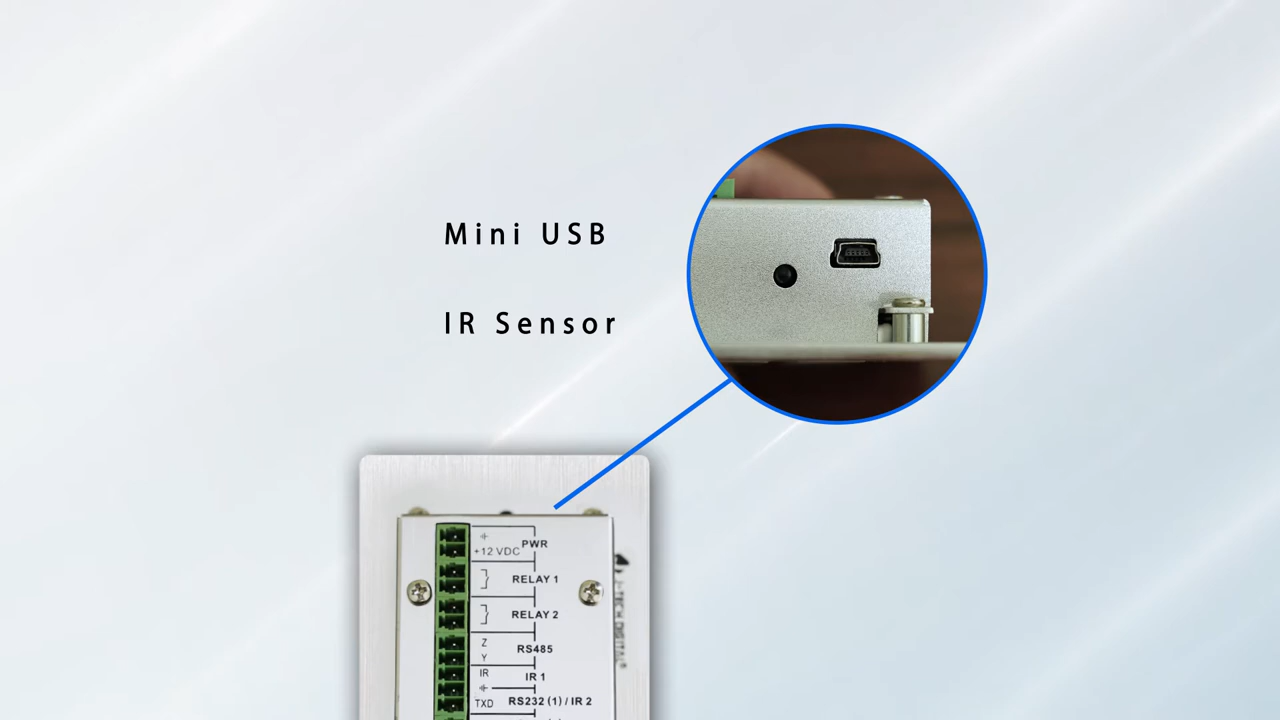 Mini USB
IR Sensor
PWR
+12 VDC
RELAY 1
RELAY 2
Z
RS485
Y
IR
IR 1
TXD
RS232 (1) / IR 2